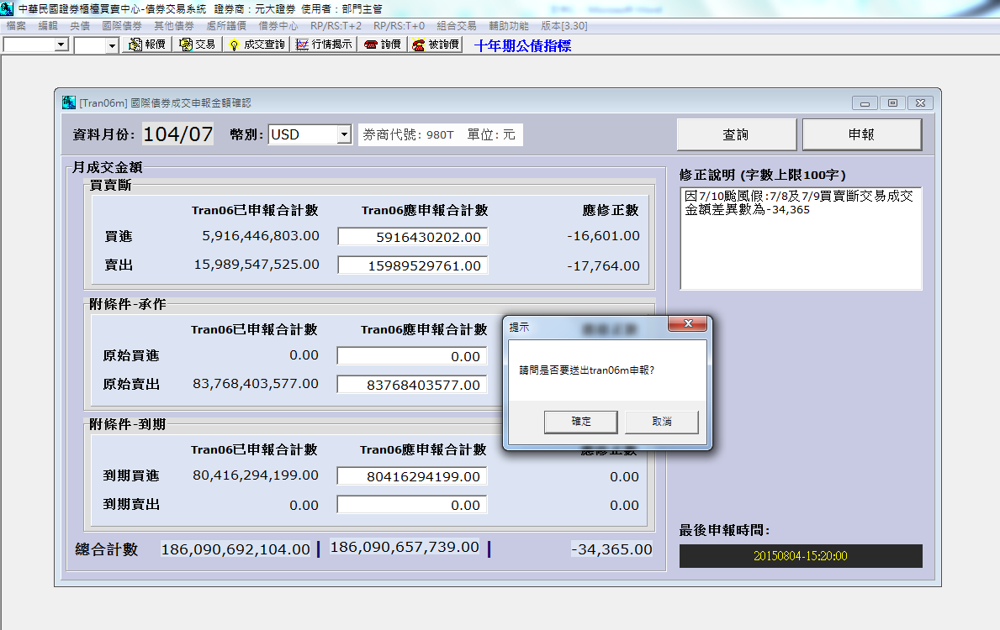 中華民國證券櫃檯買賣中心-債券交易系統 證券商：元大證券 使用者：部門主管
檔案 編輯 央債 國際債券 其他債券 處所議價 借券中心 RP/RS:T+2 RP/RS:T+0 組合交易 輔助功能 版本[3.30]
報價 交易 成交查詢 行情揭示 詢價 被詢價 十年期公債指標
[Tran06m] 國際債券成交申報金額確認
資料月份: 104/07 幣別: USD 券商代號: 980T 單位: 元 查詢 申報
月成交金額
買賣斷
Tran06已申報合計數 Tran06應申報合計數 應修正數
買進 5,916,446,803.00 5916430202.00 -16,601.00
賣出 15,989,547,525.00 15989529761.00 -17,764.00
附條件-承作
Tran06已申報合計數 Tran06應申報合計數
原始買進 0.00 0.00
原始賣出 83,768,403,577.00 83768403577.00
附條件-到期
Tran06已申報合計數 Tran06應申報合計數 應修正數
到期買進 80,416,294,199.00 80416294199.00 0.00
到期賣出 0.00 0.00 0.00
總合計數 186,090,692,104.00 186,090,657,739.00 -34,365.00
修正說明 (字數上限100字)
因7/10颱風假:7/8及7/9買賣斷交易成交
金額差異數為-34,365
提示
請問是否要送出tran06m申報?
確定 取消
最後申報時間:
20150804-15:20:00